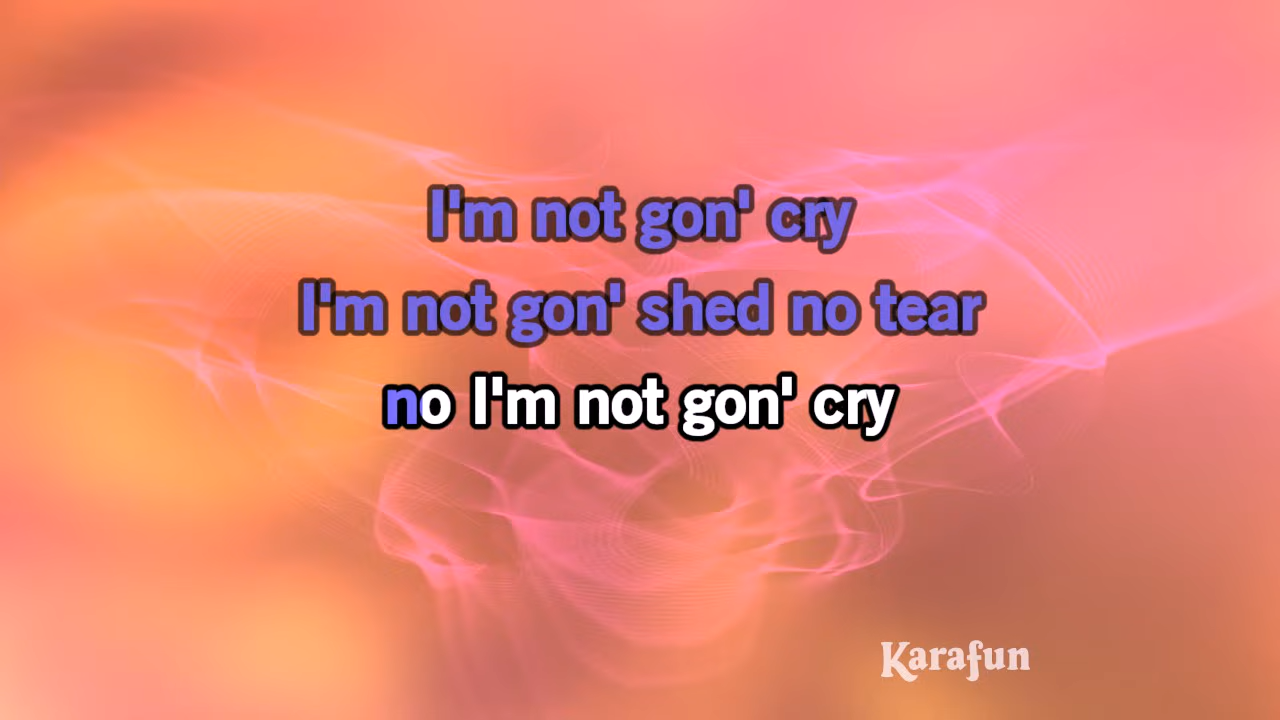 I'm not gon' cry
I'm not gon' shed no tear
no I'm not gon' cry
Karafun